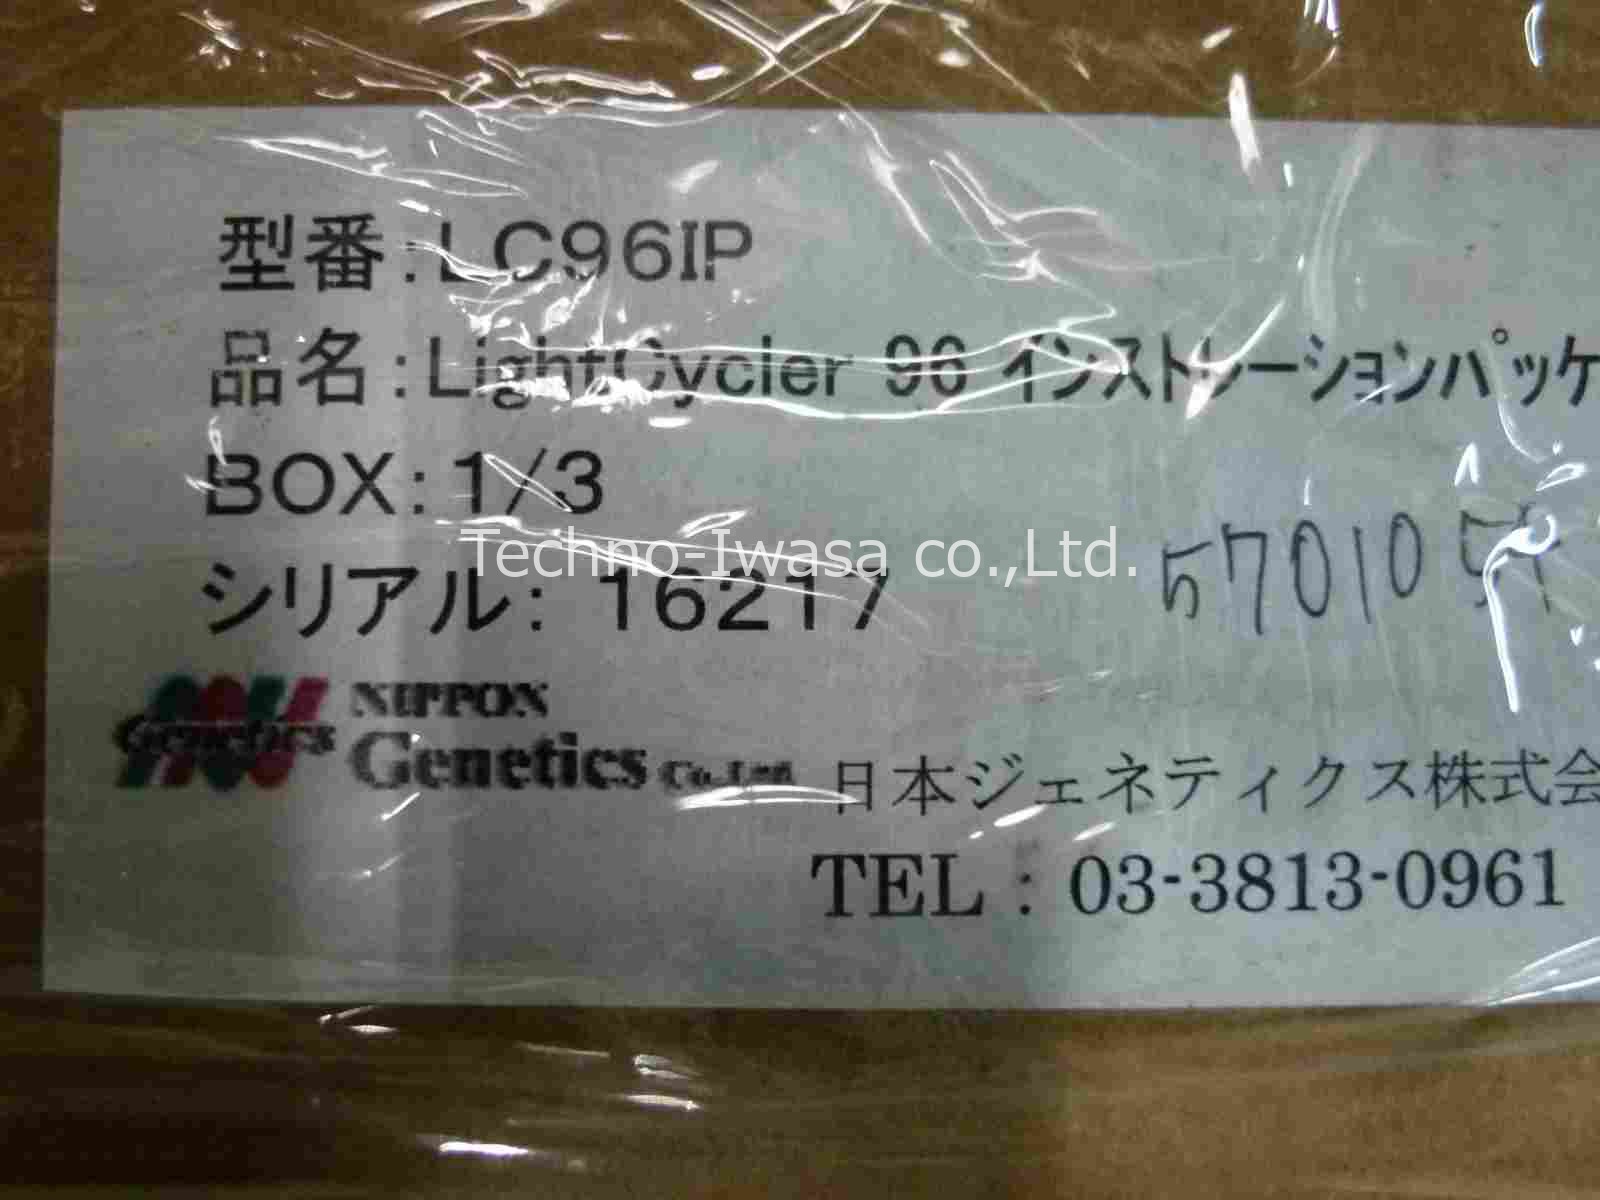 型番:LC96IP
品名:LightCycler 96 インストレーションパッケ
BOX:1/3
Techno-Iwasa co.,Ltd.
シリアル: 16217
570105
Genetics
NIPPON
Genetics Co.,Ltd.
日本ジェネティクス株式会
TEL : 03-3813-0961